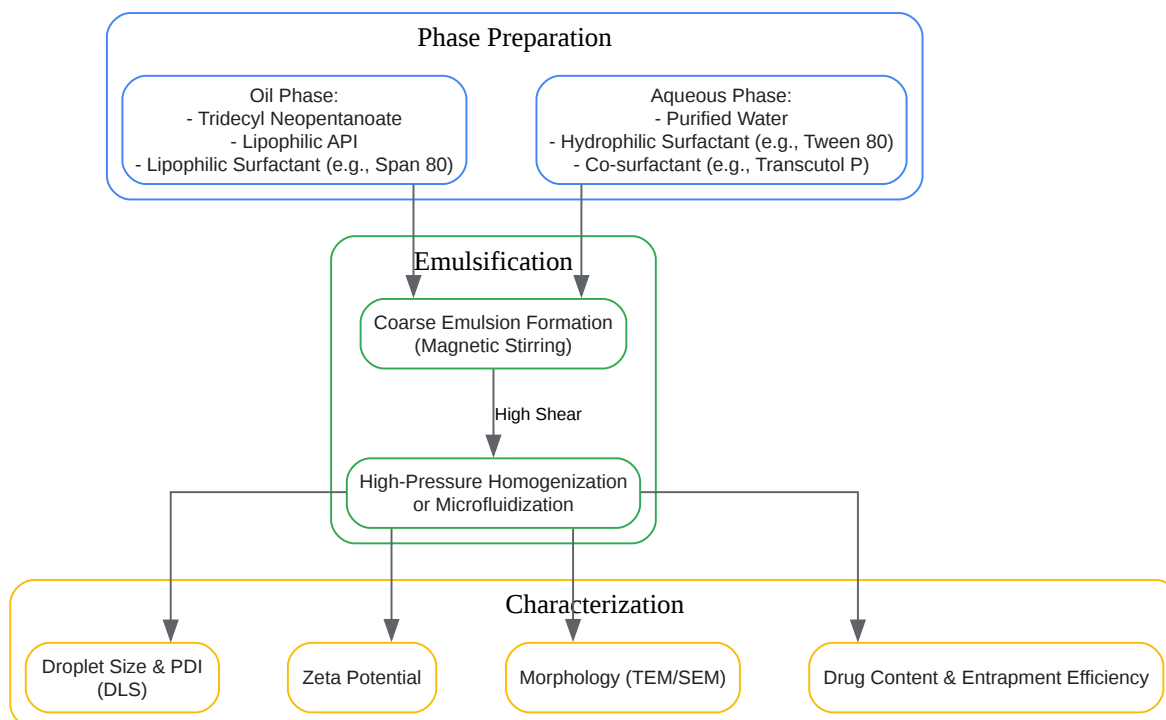 Phase Preparation
Oil Phase:
- Tridecyl Neopentanoate
- Lipophilic API
- Lipophilic Surfactant (e.g., Span 80)
Aqueous Phase:
- Purified Water
- Hydrophilic Surfactant (e.g., Tween 80)
- Co-surfactant (e.g., Transcutol P)
Emulsification
Coarse Emulsion Formation
(Magnetic Stirring)
High Shear
High-Pressure Homogenization
or Microfluidization
Characterization
Droplet Size & PDI
(DLS)
Zeta Potential
Morphology (TEM/SEM)
Drug Content & Entrapment Efficiency